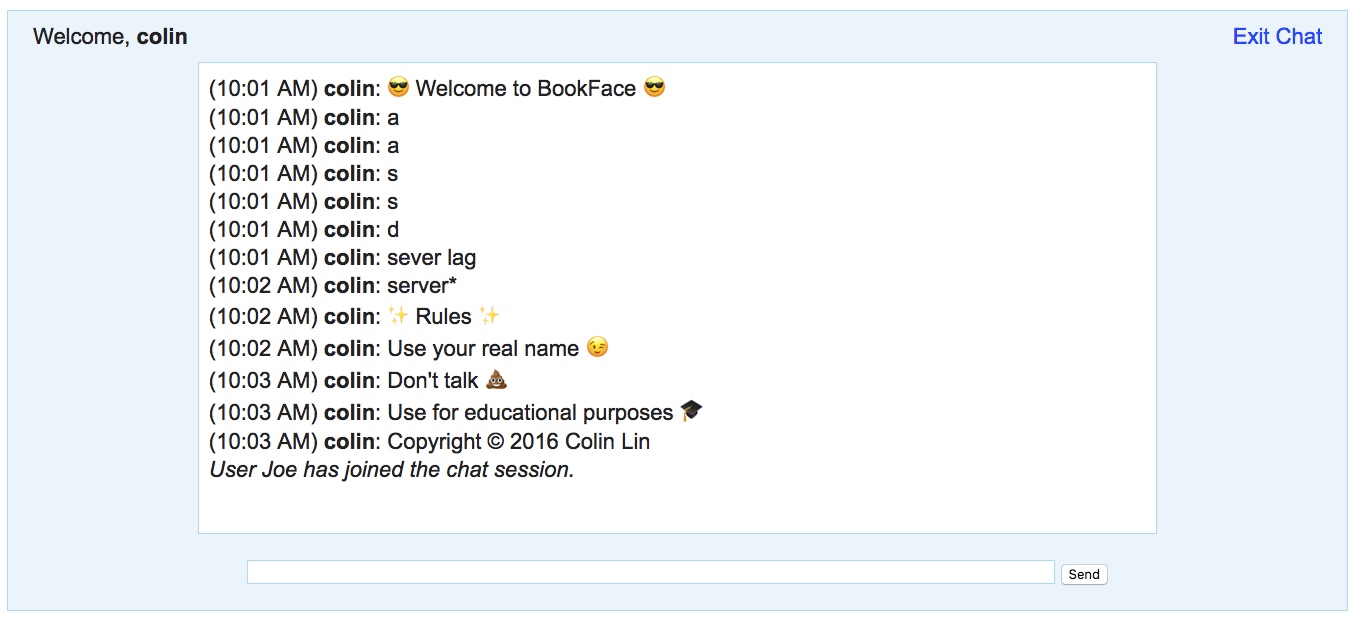 Welcome, colin
Exit Chat
(10:01 AM) colin: 😎 Welcome to BookFace 😎
(10:01 AM) colin: a
(10:01 AM) colin: a
(10:01 AM) colin: s
(10:01 AM) colin: s
(10:01 AM) colin: d
(10:01 AM) colin: sever lag
(10:02 AM) colin: server*
(10:02 AM) colin: ✨ Rules ✨
(10:02 AM) colin: Use your real name 😉
(10:03 AM) colin: Don't talk 💩
(10:03 AM) colin: Use for educational purposes 🎓
(10:03 AM) colin: Copyright © 2016 Colin Lin
User Joe has joined the chat session.
Send